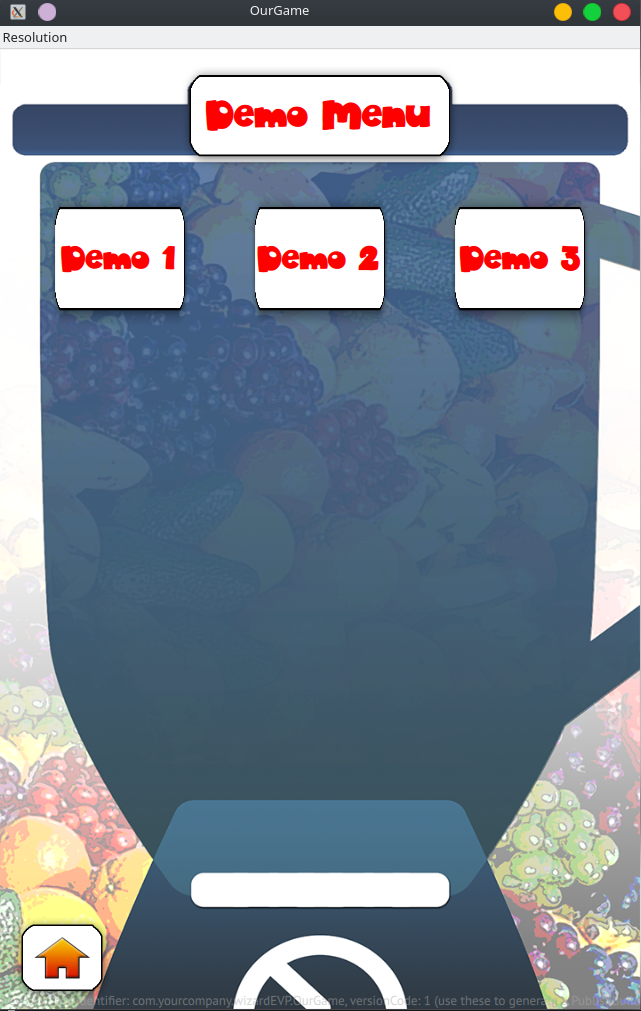 OurGame
Resolution
Demo Menu
Demo 1 Demo 2 Demo 3
identifier: com.yourcompany.wizardEVP.OurGame, versionCode: 1 (use these to generate